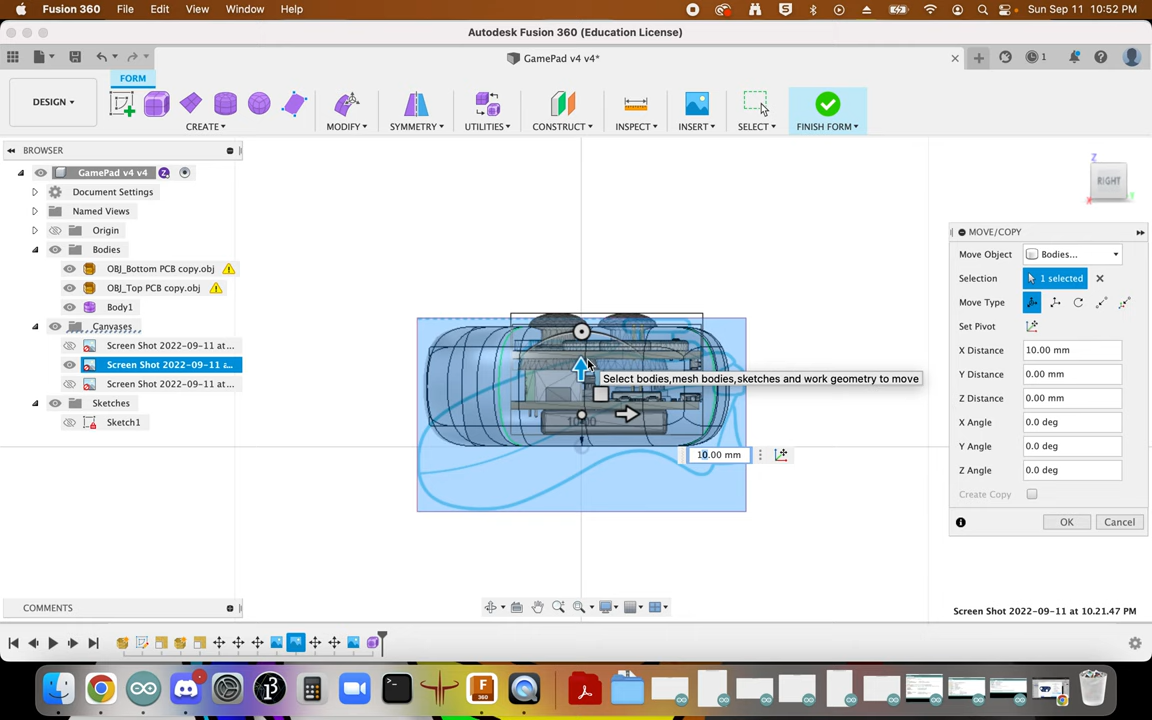 Fusion 360 File Edit View Window Help Sun Sep 11 10:52 PM
Autodesk Fusion 360 (Education License)
GamePad v4 v4* 1
FORM
DESIGN▾
CREATE▾ MODIFY▾ SYMMETRY▾ UTILITIES▾ CONSTRUCT▾ INSPECT▾ INSERT▾ SELECT▾ FINISH FORM▾
BROWSER
GamePad v4 v4
Document Settings
Named Views
Origin
Bodies
OBJ_Bottom PCB copy.obj
OBJ_Top PCB copy.obj
Body1
Canvases
Screen Shot 2022-09-11 at...
Screen Shot 2022-09-11 a...
Screen Shot 2022-09-11 at...
Sketches
Sketch1
Z
RIGHT
X Y
Select bodies,mesh bodies,sketches and work geometry to move
10.00
10.00 mm
MOVE/COPY
Move Object Bodies...
Selection 1 selected
Move Type
Set Pivot
X Distance 10.00 mm
Y Distance 0.00 mm
Z Distance 0.00 mm
X Angle 0.0 deg
Y Angle 0.0 deg
Z Angle 0.0 deg
Create Copy
OK Cancel
COMMENTS
Screen Shot 2022-09-11 at 10.21.47 PM